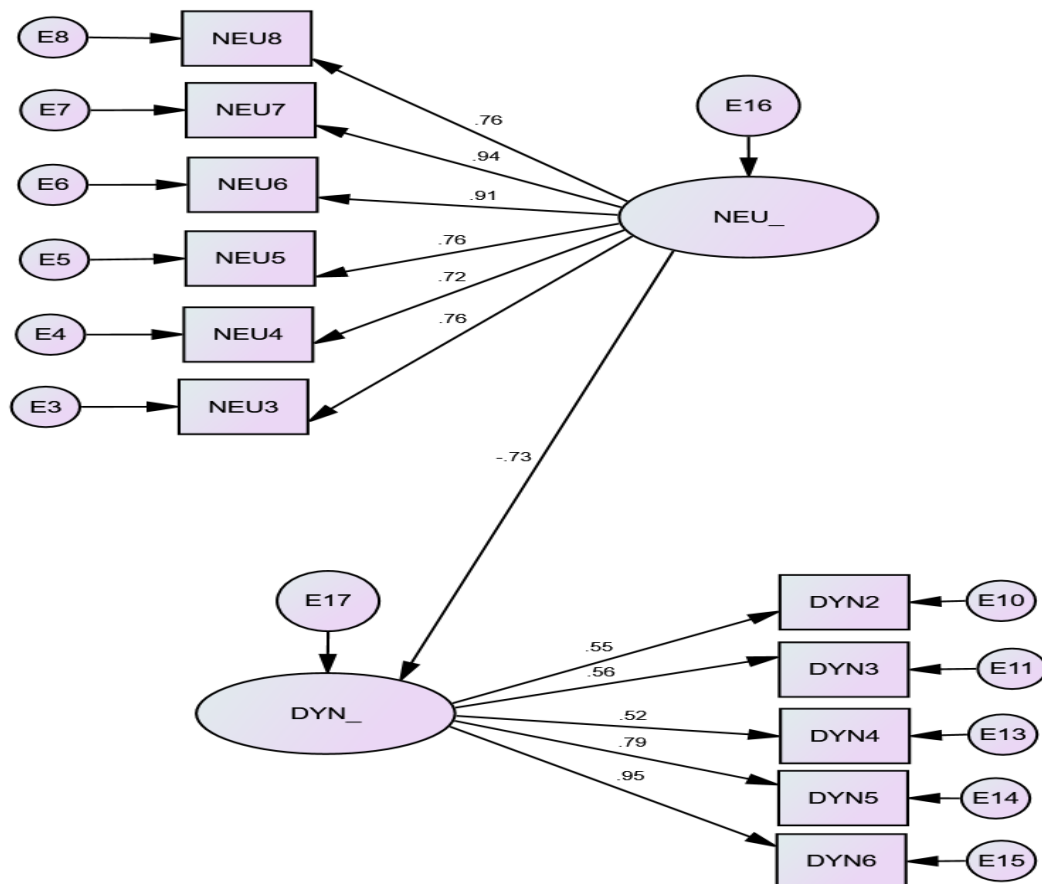 E8
NEU8
E7
NEU7
E6
NEU6
E5
NEU5
E4
NEU4
E3
NEU3
.76
.94
.91
.76
.72
.76
E16
NEU_
-.73
E17
DYN_
.55
.56
.52
.79
.95
DYN2
E10
DYN3
E11
DYN4
E13
DYN5
E14
DYN6
E15